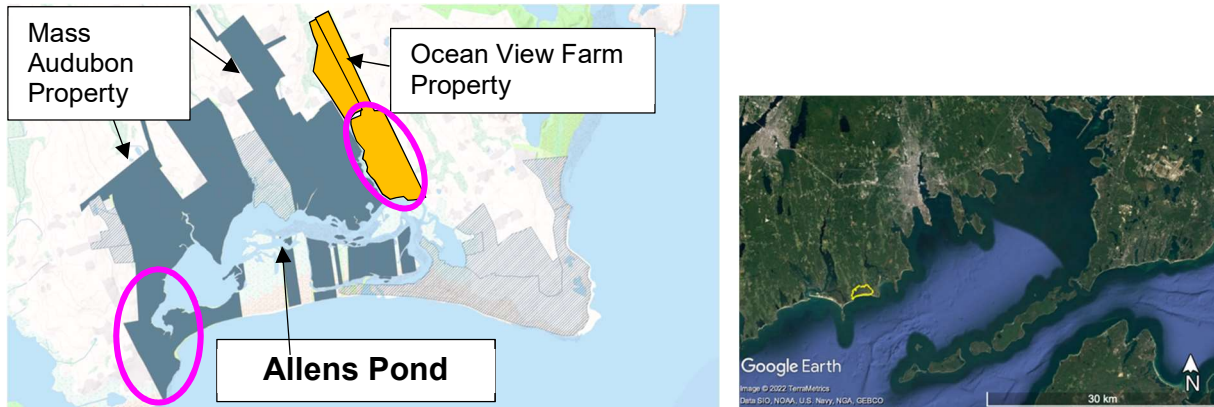 Mass
Audubon
Property
Ocean View Farm
Property
Allens Pond
Google Earth
Image © 2022 TerraMetrics
Data SIO, NOAA, U.S. Navy, NGA, GEBCO
N
30 km